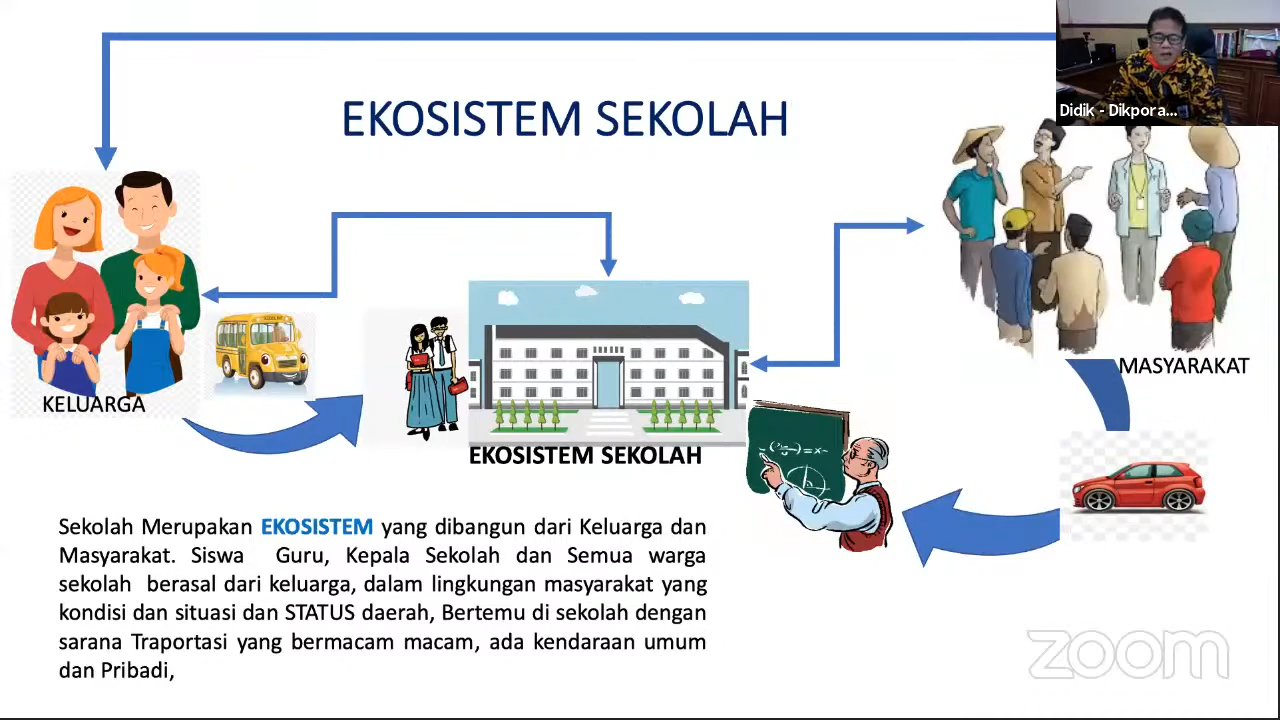 Didik - Dikpora...
EKOSISTEM SEKOLAH
MASYARAKAT
KELUARGA
EKOSISTEM SEKOLAH
Sekolah Merupakan EKOSISTEM yang dibangun dari Keluarga dan
Masyarakat. Siswa Guru, Kepala Sekolah dan Semua warga
sekolah berasal dari keluarga, dalam lingkungan masyarakat yang
kondisi dan situasi dan STATUS daerah, Bertemu di sekolah dengan
sarana Traportasi yang bermacam macam, ada kendaraan umum
dan Pribadi,
zoom